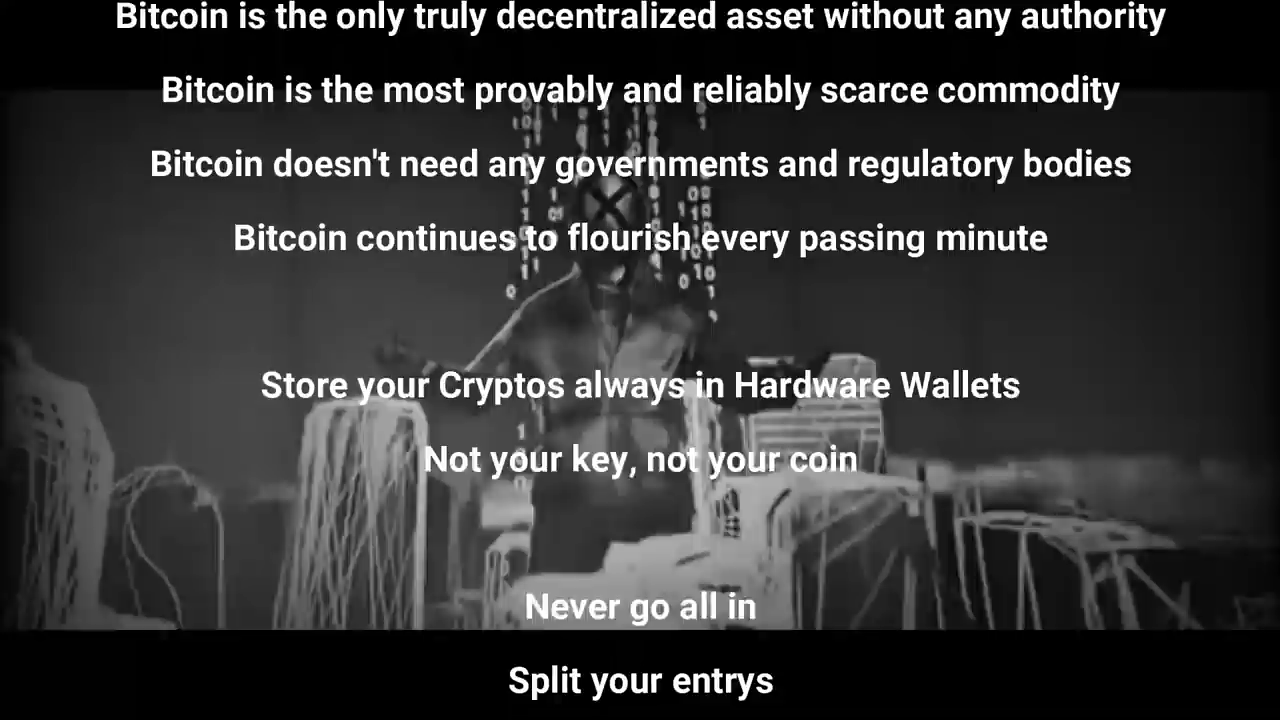 Bitcoin is the only truly decentralized asset without any authority
Bitcoin is the most provably and reliably scarce commodity
Bitcoin doesn't need any governments and regulatory bodies
Bitcoin continues to flourish every passing minute
Store your Cryptos always in Hardware Wallets
Not your key, not your coin
Never go all in
Split your entrys